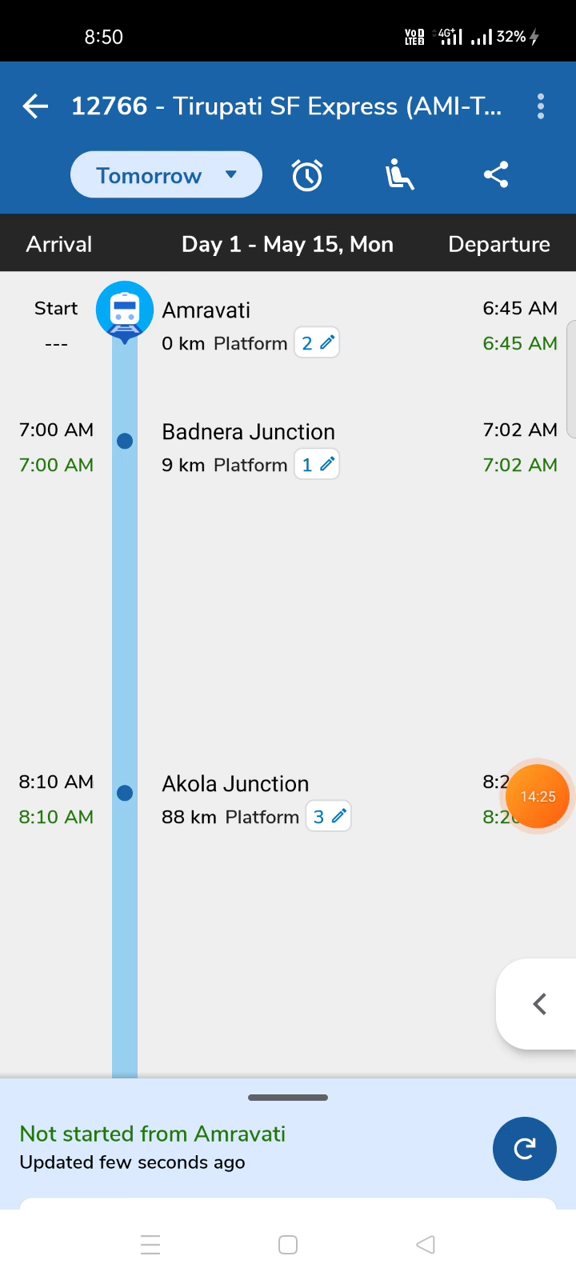 8:50
VoD LTE2 4G+ 32%
12766 - Tirupati SF Express (AMI-T...
Tomorrow
Arrival Day 1 - May 15, Mon Departure
Start Amravati 6:45 AM
--- 0 km Platform 2 6:45 AM
7:00 AM Badnera Junction 7:02 AM
7:00 AM 9 km Platform 1 7:02 AM
8:10 AM Akola Junction
14:25
8:10 AM 88 km Platform 3
Not started from Amravati
Updated few seconds ago